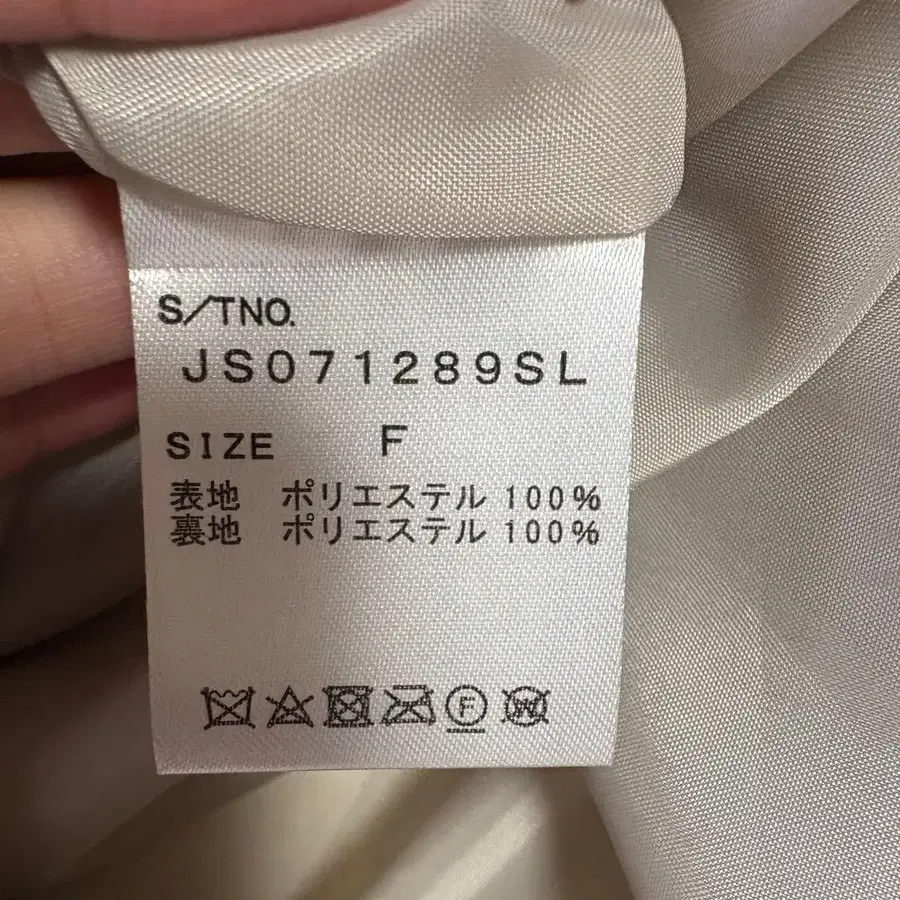 S/TNO.
JS071289SL
SIZE F
表地 ポリエステル 100%
裏地 ポリエステル 100%
F
W